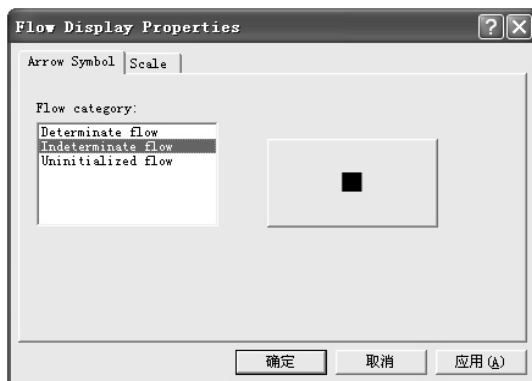 Flow Display Properties
Arrow Symbol Scale
Flow category:
Determinate flow
Indeterminate flow
Uninitialized flow
确定 取消 应用(A)